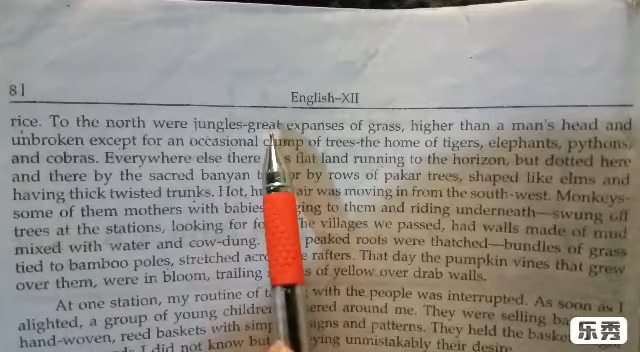 8]
English–XII
rice. To the north were jungles-great expanses of grass, higher than a man's head and
unbroken except for an occasional clump of trees-the home of tigers, elephants, pythons,
and cobras. Everywhere else there flat land running to the horizon, but dotted here
and there by the sacred banyan or by rows of pakar trees, shaped like elms and
having thick twisted trunks. Hot, air was moving in from the south-west. Monkeys-
some of them mothers with babies to them and riding underneath—swung off
trees at the stations, looking for The villages we passed, had walls made of mud
mixed with water and cow-dung. peaked roofs were thatched—bundles of grass
tied to bamboo poles, stretched rafters. That day the pumpkin vines that grew
over them, were in bloom, trailing of yellow over drab walls.
At one station, my routine of with the people was interrupted. As soon as I
alighted, a group of young around me. They were selling
hand-woven, reed baskets with and patterns. They held the
I did not know but unmistakably their desire
乐秀